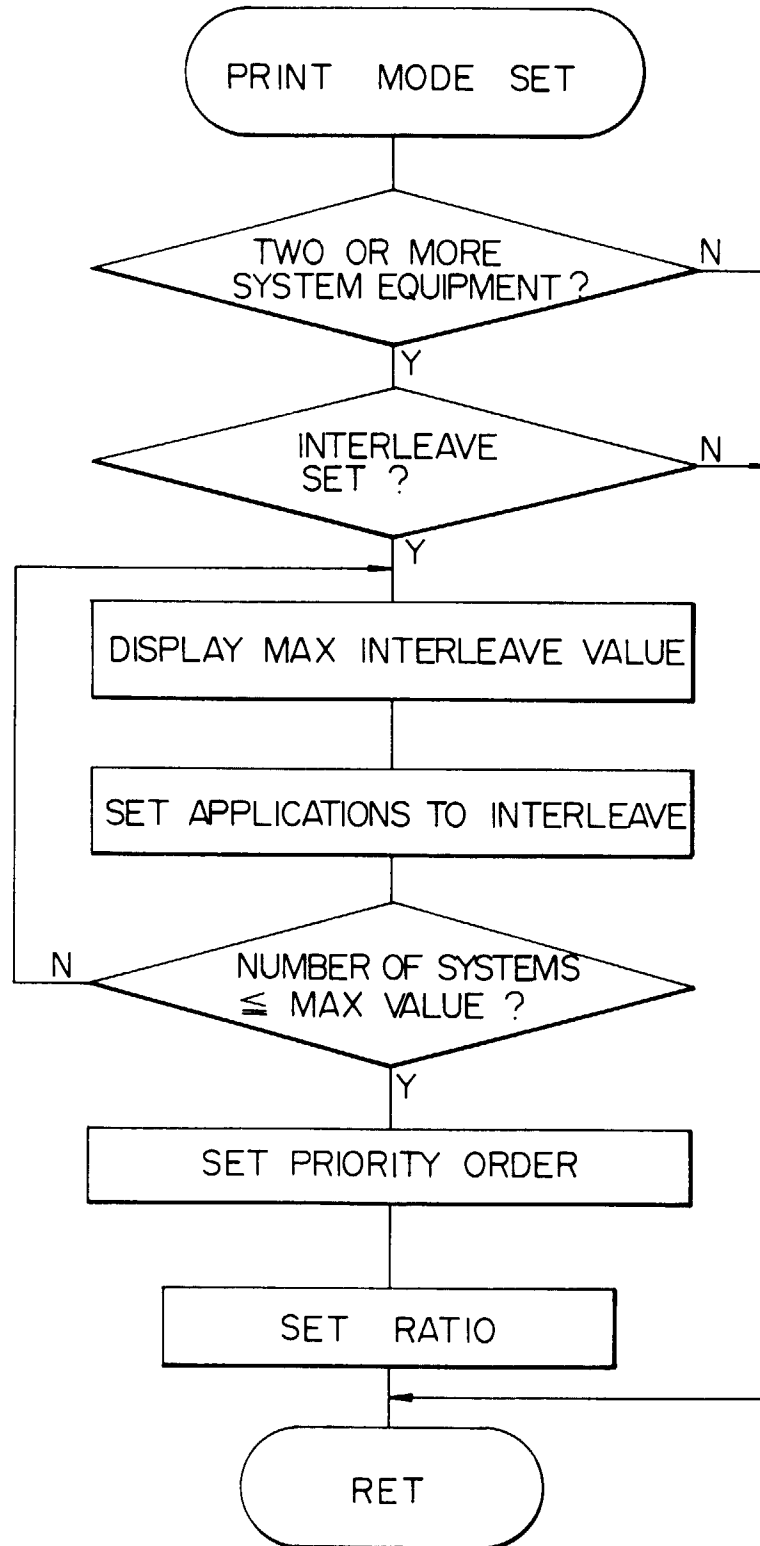 PRINT MODE SET
TWO OR MORE
SYSTEM EQUIPMENT ?
N
Y
INTERLEAVE
SET ?
N
Y
DISPLAY MAX INTERLEAVE VALUE
SET APPLICATIONS TO INTERLEAVE
N
NUMBER OF SYSTEMS
≦ MAX VALUE ?
Y
SET PRIORITY ORDER
SET RATIO
RET